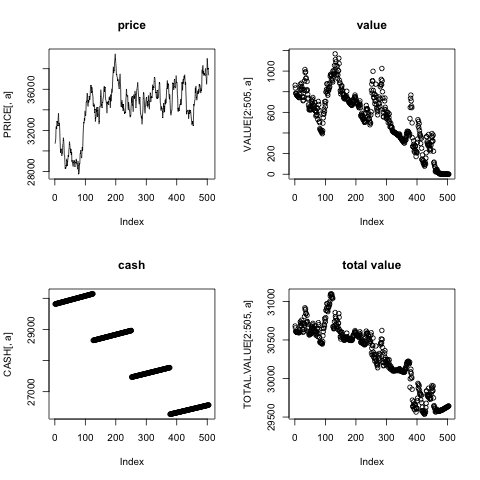 price
PRICE[, a]
28000 32000 36000
0 100 200 300 400 500
Index
value
VALUE[2:505, a]
0 200 600 1000
0 100 200 300 400 500
Index
cash
CASH[, a]
27000 29000
0 100 200 300 400 500
Index
total value
TOTAL.VALUE[2:505, a]
29500 30000 31000
0 100 200 300 400 500
Index